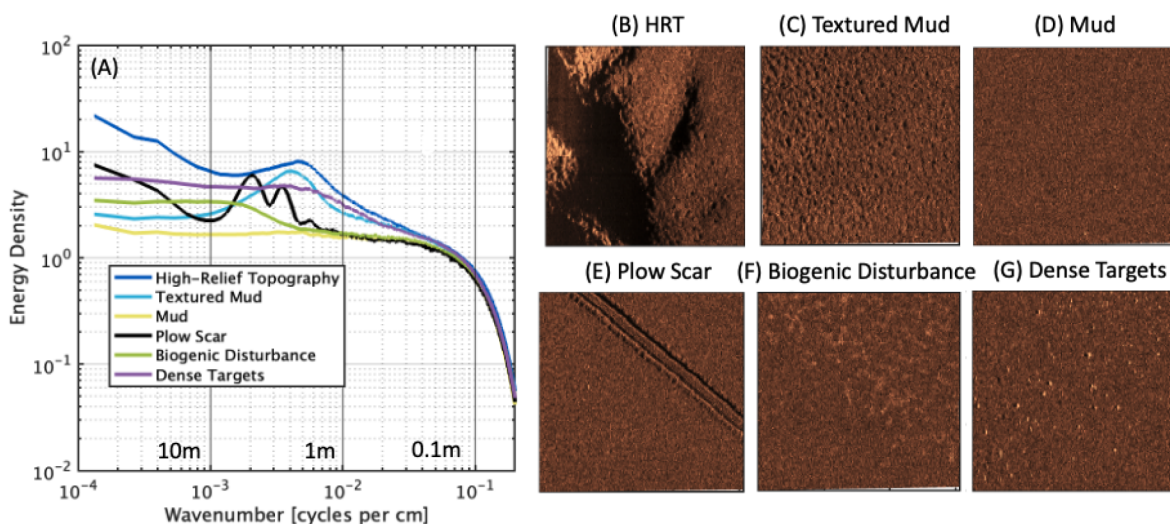 (A)
10²
10¹
10⁰
10⁻¹
10⁻²
Energy Density
High-Relief Topography
Textured Mud
Mud
Plow Scar
Biogenic Disturbance
Dense Targets
10m 1m 0.1m
10⁻⁴ 10⁻³ 10⁻² 10⁻¹
Wavenumber [cycles per cm]
(B) HRT (C) Textured Mud (D) Mud
(E) Plow Scar (F) Biogenic Disturbance (G) Dense Targets